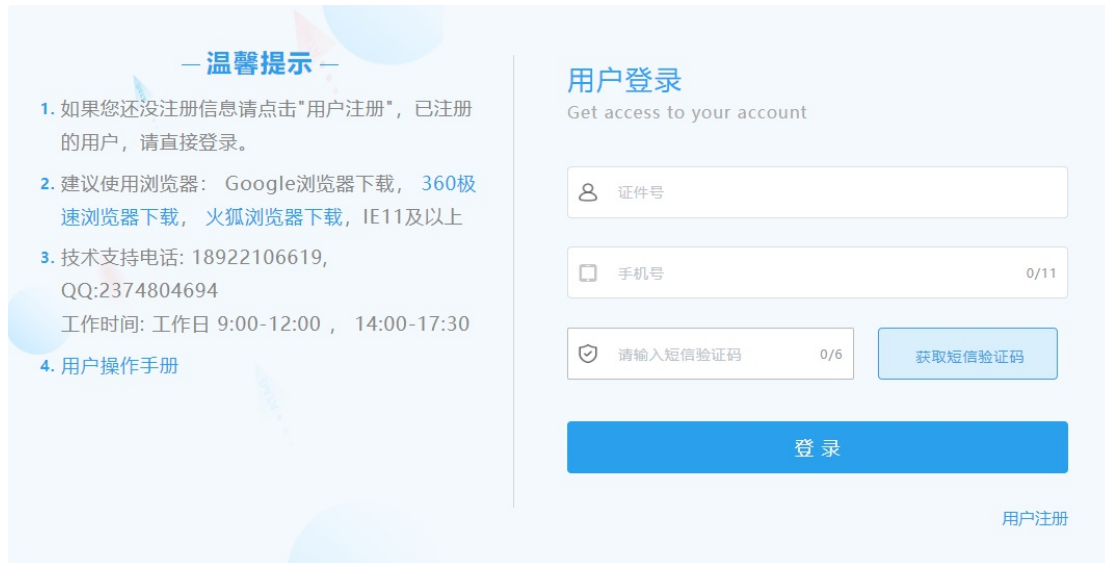 — 温馨提示 —
1. 如果您还没注册信息请点击"用户注册"，已注册
的用户，请直接登录。
2. 建议使用浏览器： Google浏览器下载， 360极
速浏览器下载， 火狐浏览器下载，IE11及以上
3. 技术支持电话: 18922106619,
QQ:2374804694
工作时间: 工作日 9:00-12:00 ， 14:00-17:30
4. 用户操作手册
用户登录
Get access to your account
证件号
手机号 0/11
请输入短信验证码 0/6 获取短信验证码
登 录
用户注册